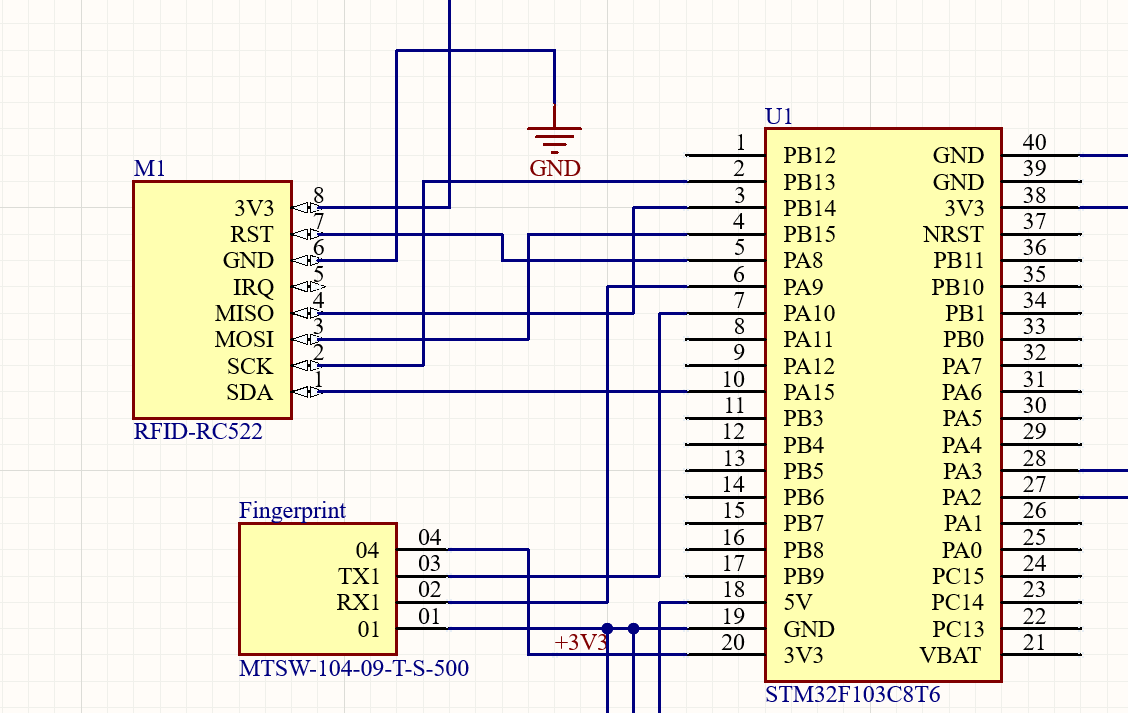 GND
M1
8
3V3
7
RST
6
GND
5
IRQ
4
MISO
3
MOSI
2
SCK
1
SDA
RFID-RC522
Fingerprint
04 04
TX1 03
RX1 02
01 01
+3V3
MTSW-104-09-T-S-500
U1
1 PB12 GND 40
2 PB13 GND 39
3 PB14 3V3 38
4 PB15 NRST 37
5 PA8 PB11 36
6 PA9 PB10 35
7 PA10 PB1 34
8 PA11 PB0 33
9 PA12 PA7 32
10 PA15 PA6 31
11 PB3 PA5 30
12 PB4 PA4 29
13 PB5 PA3 28
14 PB6 PA2 27
15 PB7 PA1 26
16 PB8 PA0 25
17 PB9 PC15 24
18 5V PC14 23
19 GND PC13 22
20 3V3 VBAT 21
STM32F103C8T6